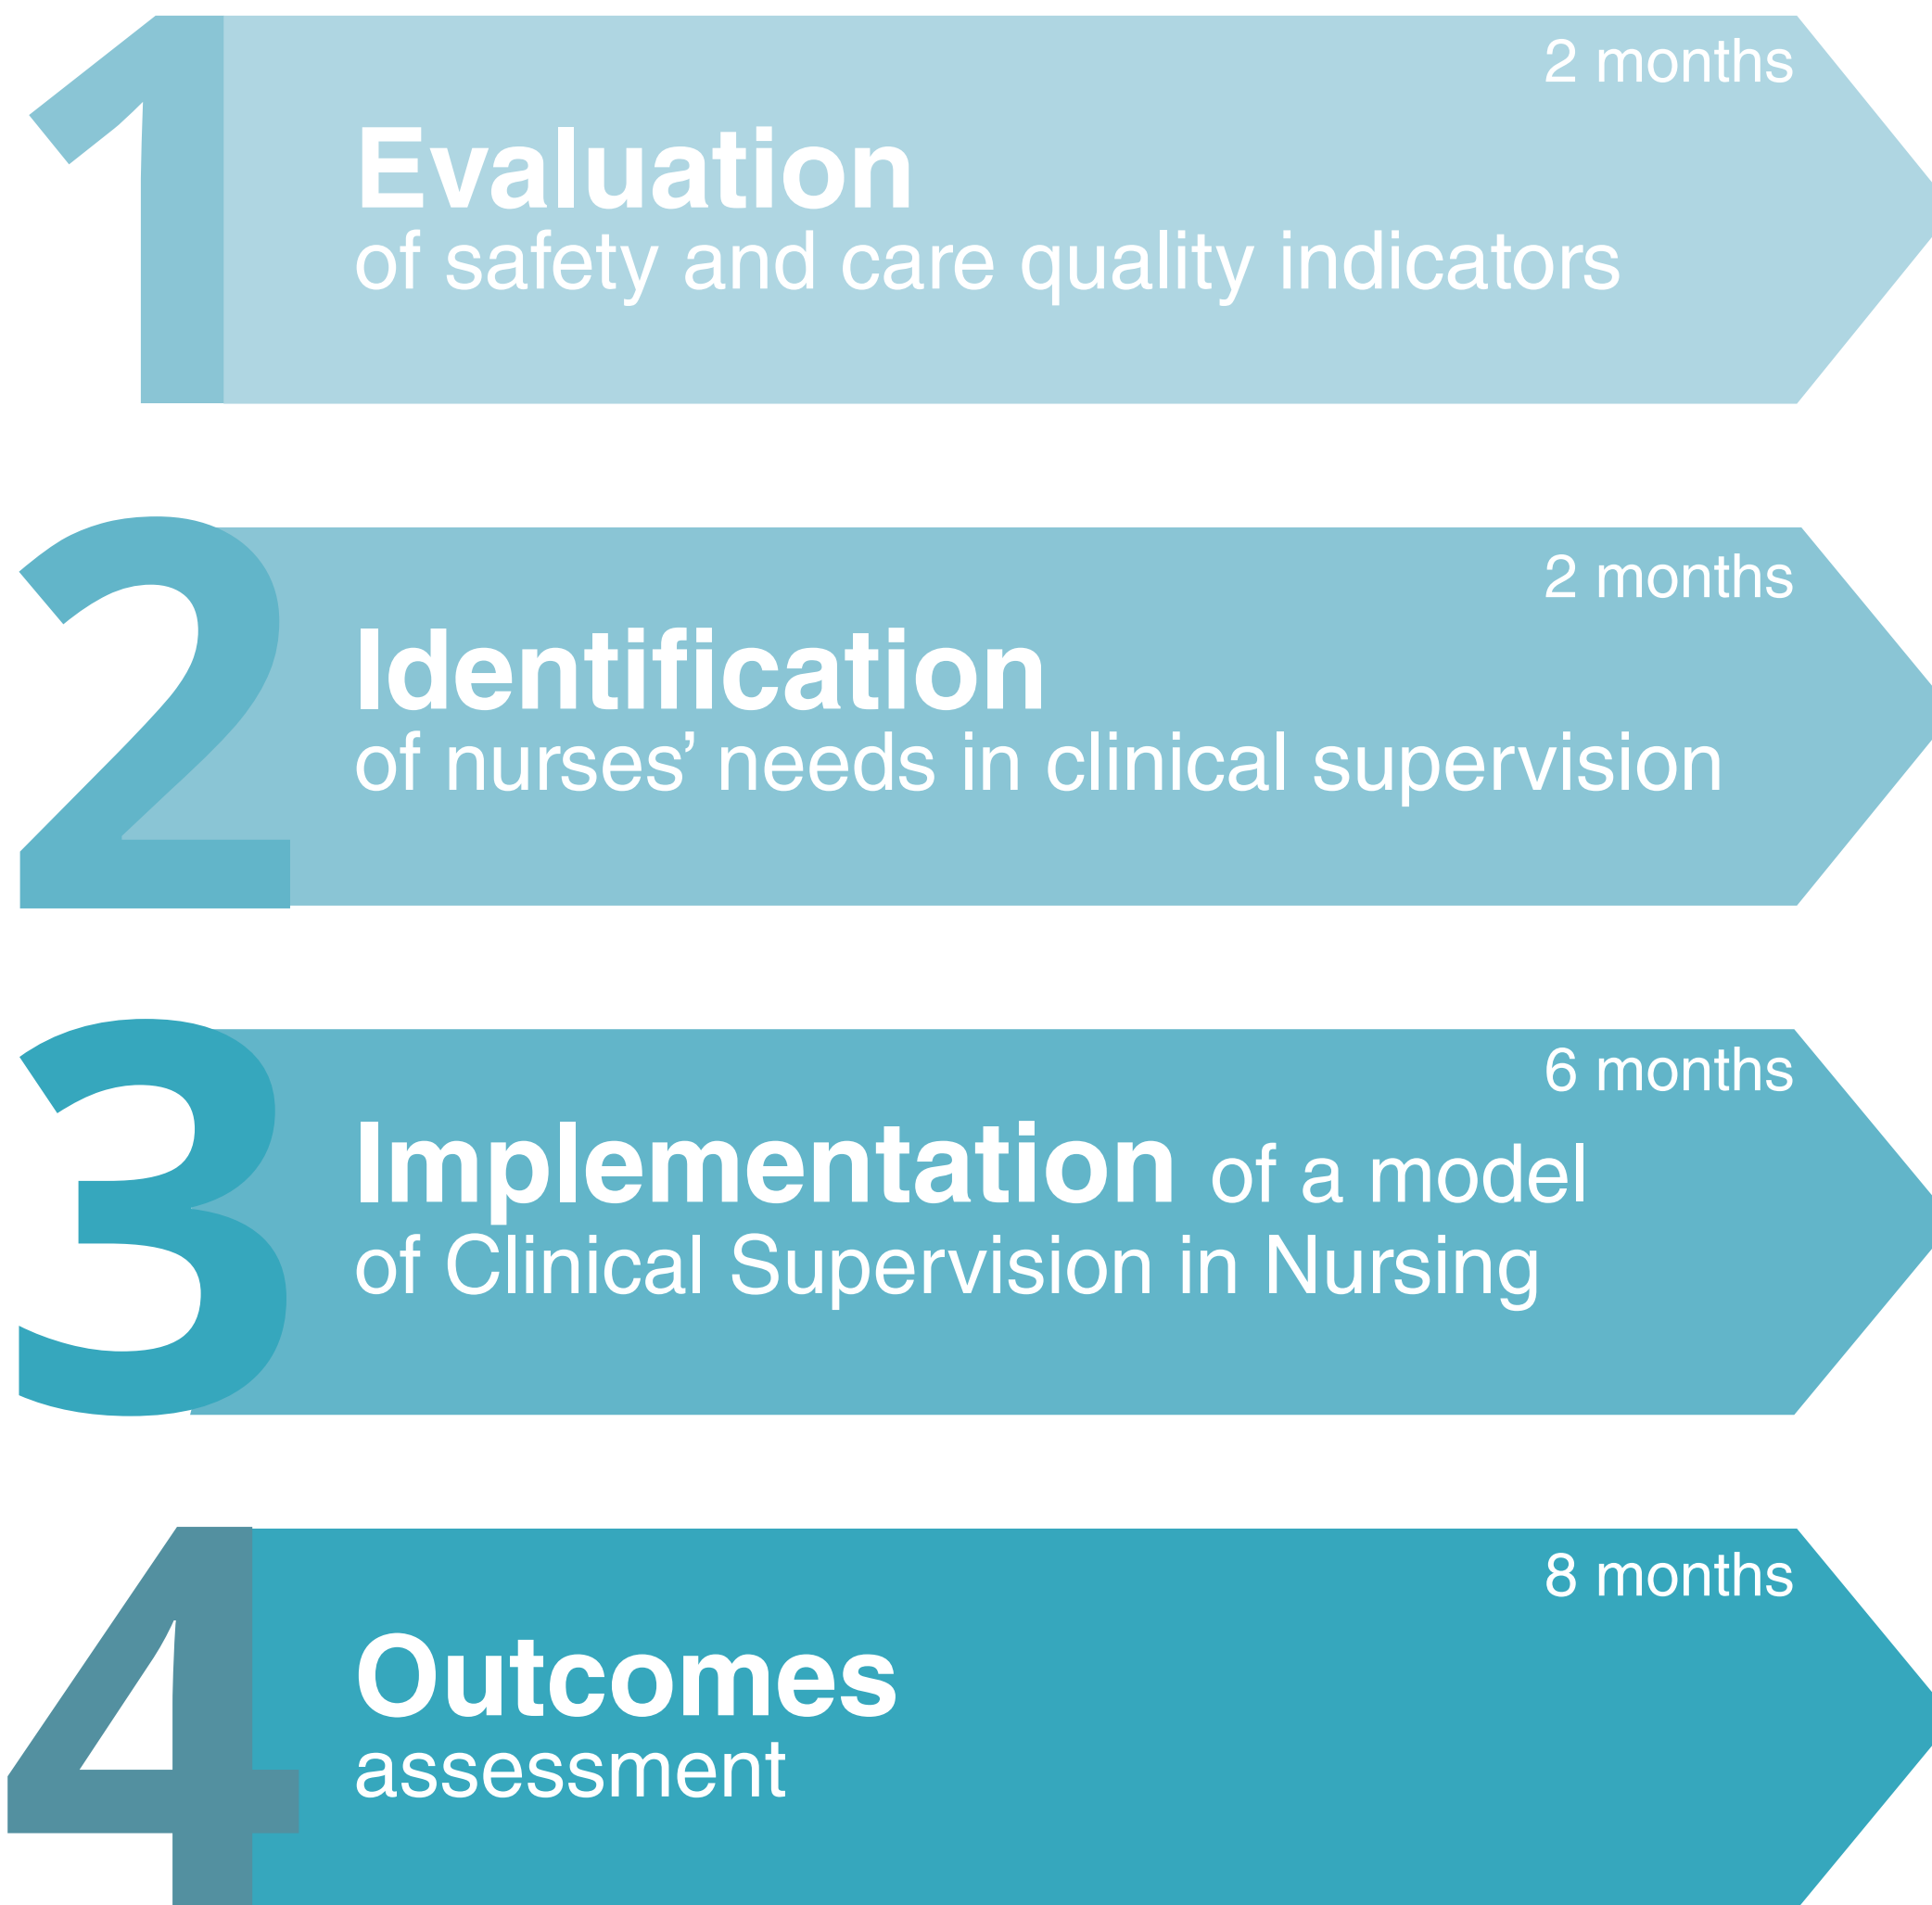 1
2 months
Evaluation
of safety and care quality indicators
2
2 months
Identification
of nurses’ needs in clinical supervision
3
6 months
Implementation of a model
of Clinical Supervision in Nursing
4
8 months
Outcomes
assessment